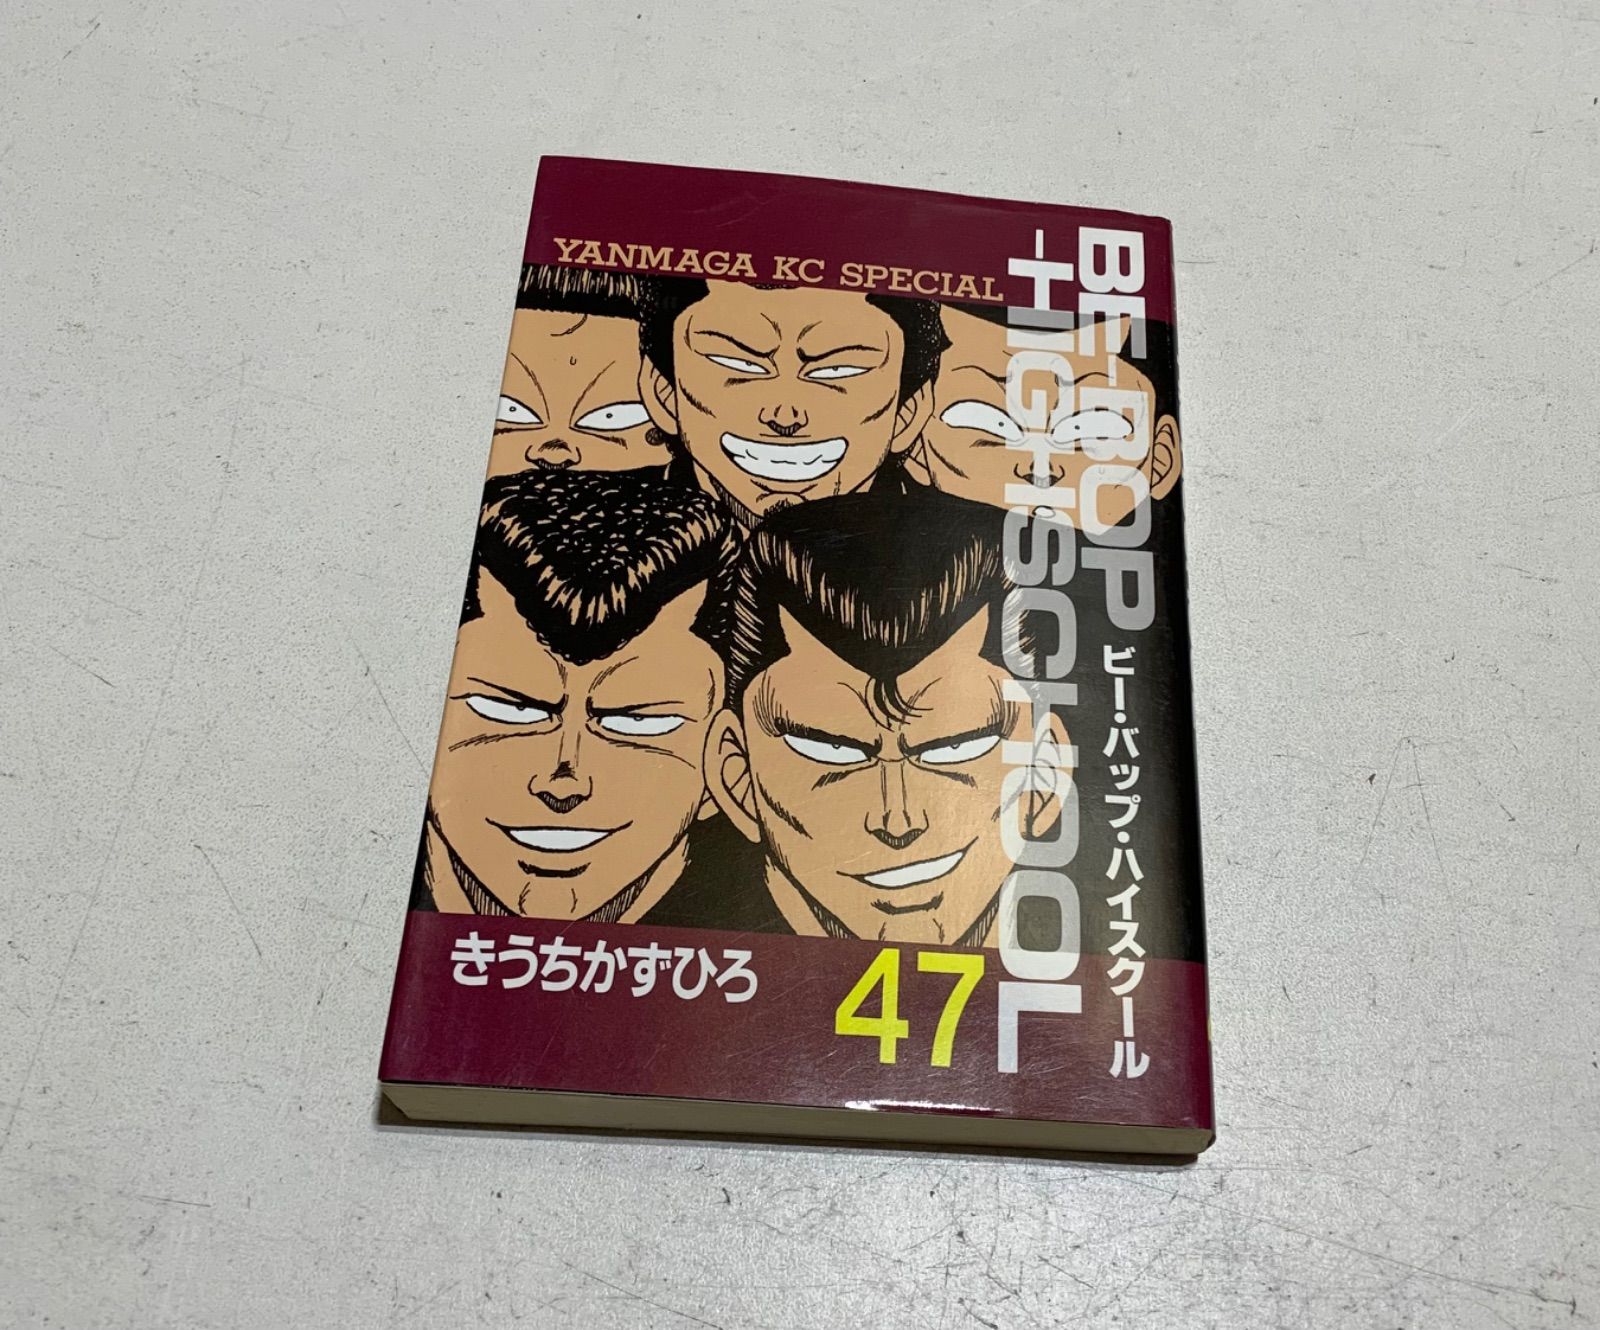 YANMAGA KC SPECIAL
BE-BOP
-HIGHSCHOOL
ビー・バップ・ハイスクール
きうちかずひろ
47